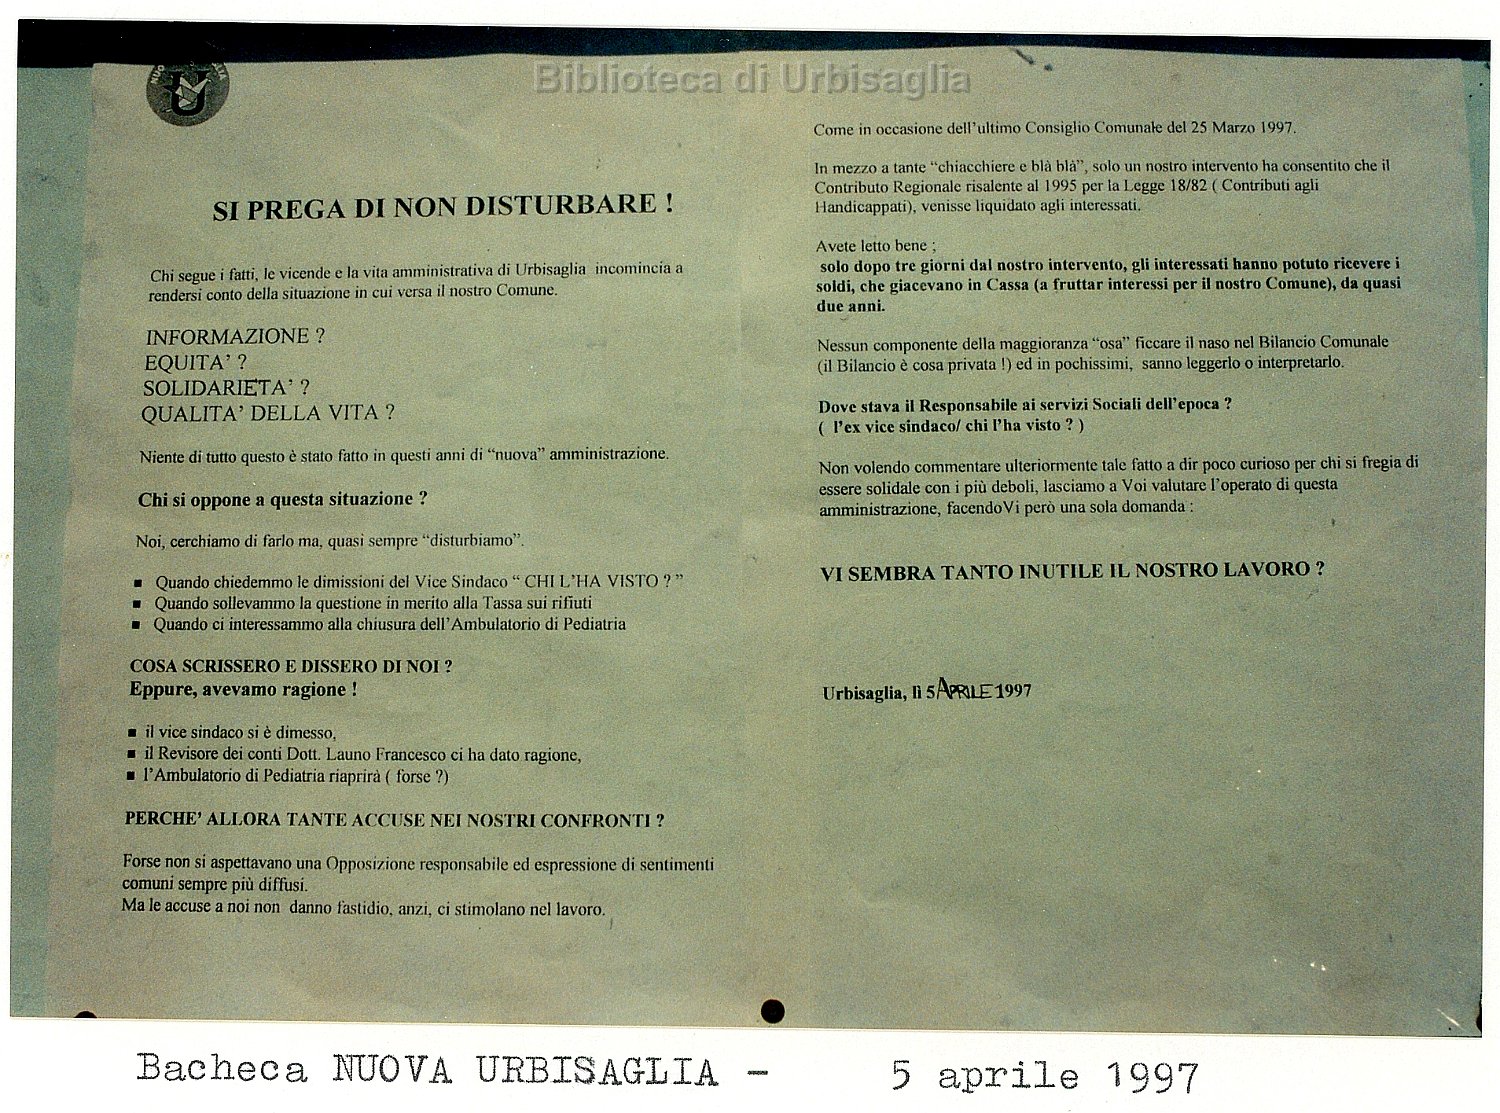 Biblioteca di Urbisaglia
U
SI PREGA DI NON DISTURBARE !
Chi segue i fatti, le vicende e la vita amministrativa di Urbisaglia incomincia a
rendersi conto della situazione in cui versa il nostro Comune.
INFORMAZIONE ?
EQUITA' ?
SOLIDARIETA' ?
QUALITA' DELLA VITA ?
Niente di tutto questo è stato fatto in questi anni di “nuova” amministrazione.
Chi si oppone a questa situazione ?
Noi, cerchiamo di farlo ma, quasi sempre “disturbiamo”.
▪ Quando chiedemmo le dimissioni del Vice Sindaco “ CHI L'HA VISTO ? ”
▪ Quando sollevammo la questione in merito alla Tassa sui rifiuti
▪ Quando ci interessammo alla chiusura dell'Ambulatorio di Pediatria
COSA SCRISSERO E DISSERO DI NOI ?
Eppure, avevamo ragione !
▪ il vice sindaco si è dimesso,
▪ il Revisore dei conti Dott. Launo Francesco ci ha dato ragione,
▪ l'Ambulatorio di Pediatria riaprirà ( forse ?)
PERCHE' ALLORA TANTE ACCUSE NEI NOSTRI CONFRONTI ?
Forse non si aspettavano una Opposizione responsabile ed espressione di sentimenti
comuni sempre più diffusi.
Ma le accuse a noi non danno fastidio, anzi, ci stimolano nel lavoro.
Come in occasione dell'ultimo Consiglio Comunale del 25 Marzo 1997.
In mezzo a tante “chiacchiere e blà blà”, solo un nostro intervento ha consentito che il
Contributo Regionale risalente al 1995 per la Legge 18/82 ( Contributi agli
Handicappati), venisse liquidato agli interessati.
Avete letto bene ;
solo dopo tre giorni dal nostro intervento, gli interessati hanno potuto ricevere i
soldi, che giacevano in Cassa (a fruttar interessi per il nostro Comune), da quasi
due anni.
Nessun componente della maggioranza “osa” ficcare il naso nel Bilancio Comunale
(il Bilancio è cosa privata !) ed in pochissimi, sanno leggerlo o interpretarlo.
Dove stava il Responsabile ai servizi Sociali dell'epoca ?
( l'ex vice sindaco/ chi l'ha visto ? )
Non volendo commentare ulteriormente tale fatto a dir poco curioso per chi si fregia di
essere solidale con i più deboli, lasciamo a Voi valutare l'operato di questa
amministrazione, facendoVi però una sola domanda :
VI SEMBRA TANTO INUTILE IL NOSTRO LAVORO ?
Urbisaglia, lì 5 APRILE 1997
Bacheca NUOVA URBISAGLIA - 5 aprile 1997